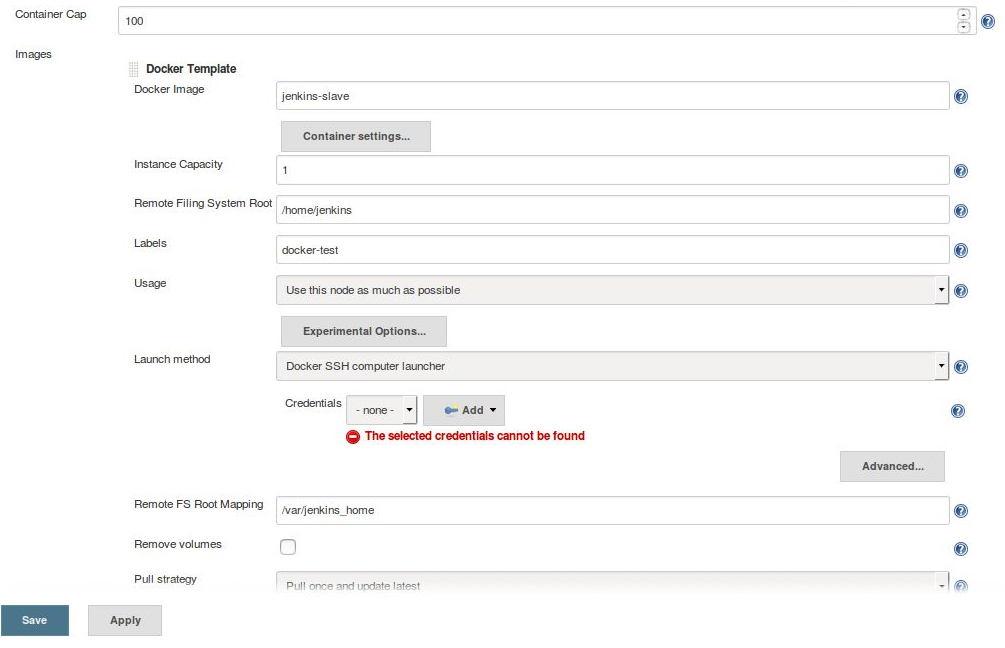 Container Cap
100
Images
Docker Template
Docker Image
jenkins-slave
Container settings...
Instance Capacity
1
Remote Filing System Root
/home/jenkins
Labels
docker-test
Usage
Use this node as much as possible
Experimental Options...
Launch method
Docker SSH computer launcher
Credentials
- none -
Add
The selected credentials cannot be found
Advanced...
Remote FS Root Mapping
/var/jenkins_home
Remove volumes
Pull strategy
Pull once and update latest
Save
Apply